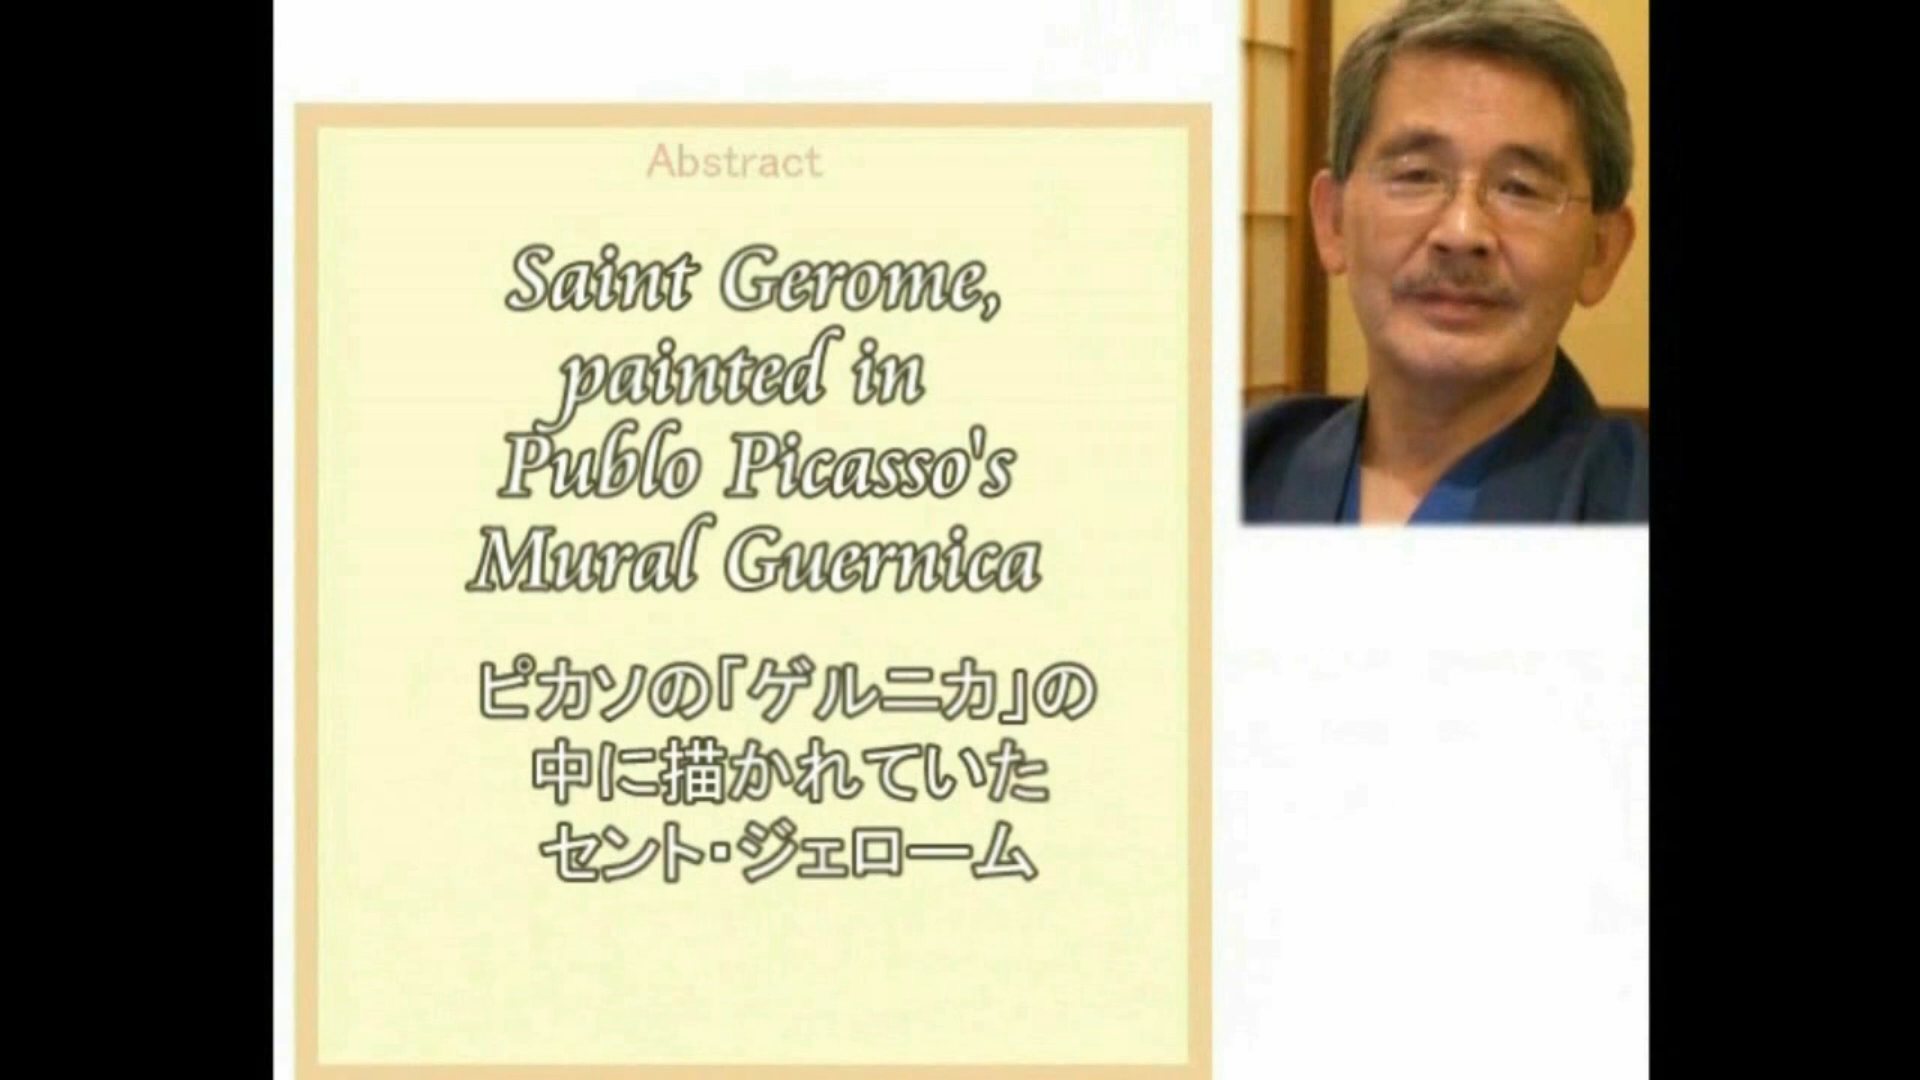 Abstract
Saint Gerome,
painted in
Publo Picasso's
Mural Guernica
ピカソの「ゲルニカ」の
中に描かれていた
セント・ジェローム